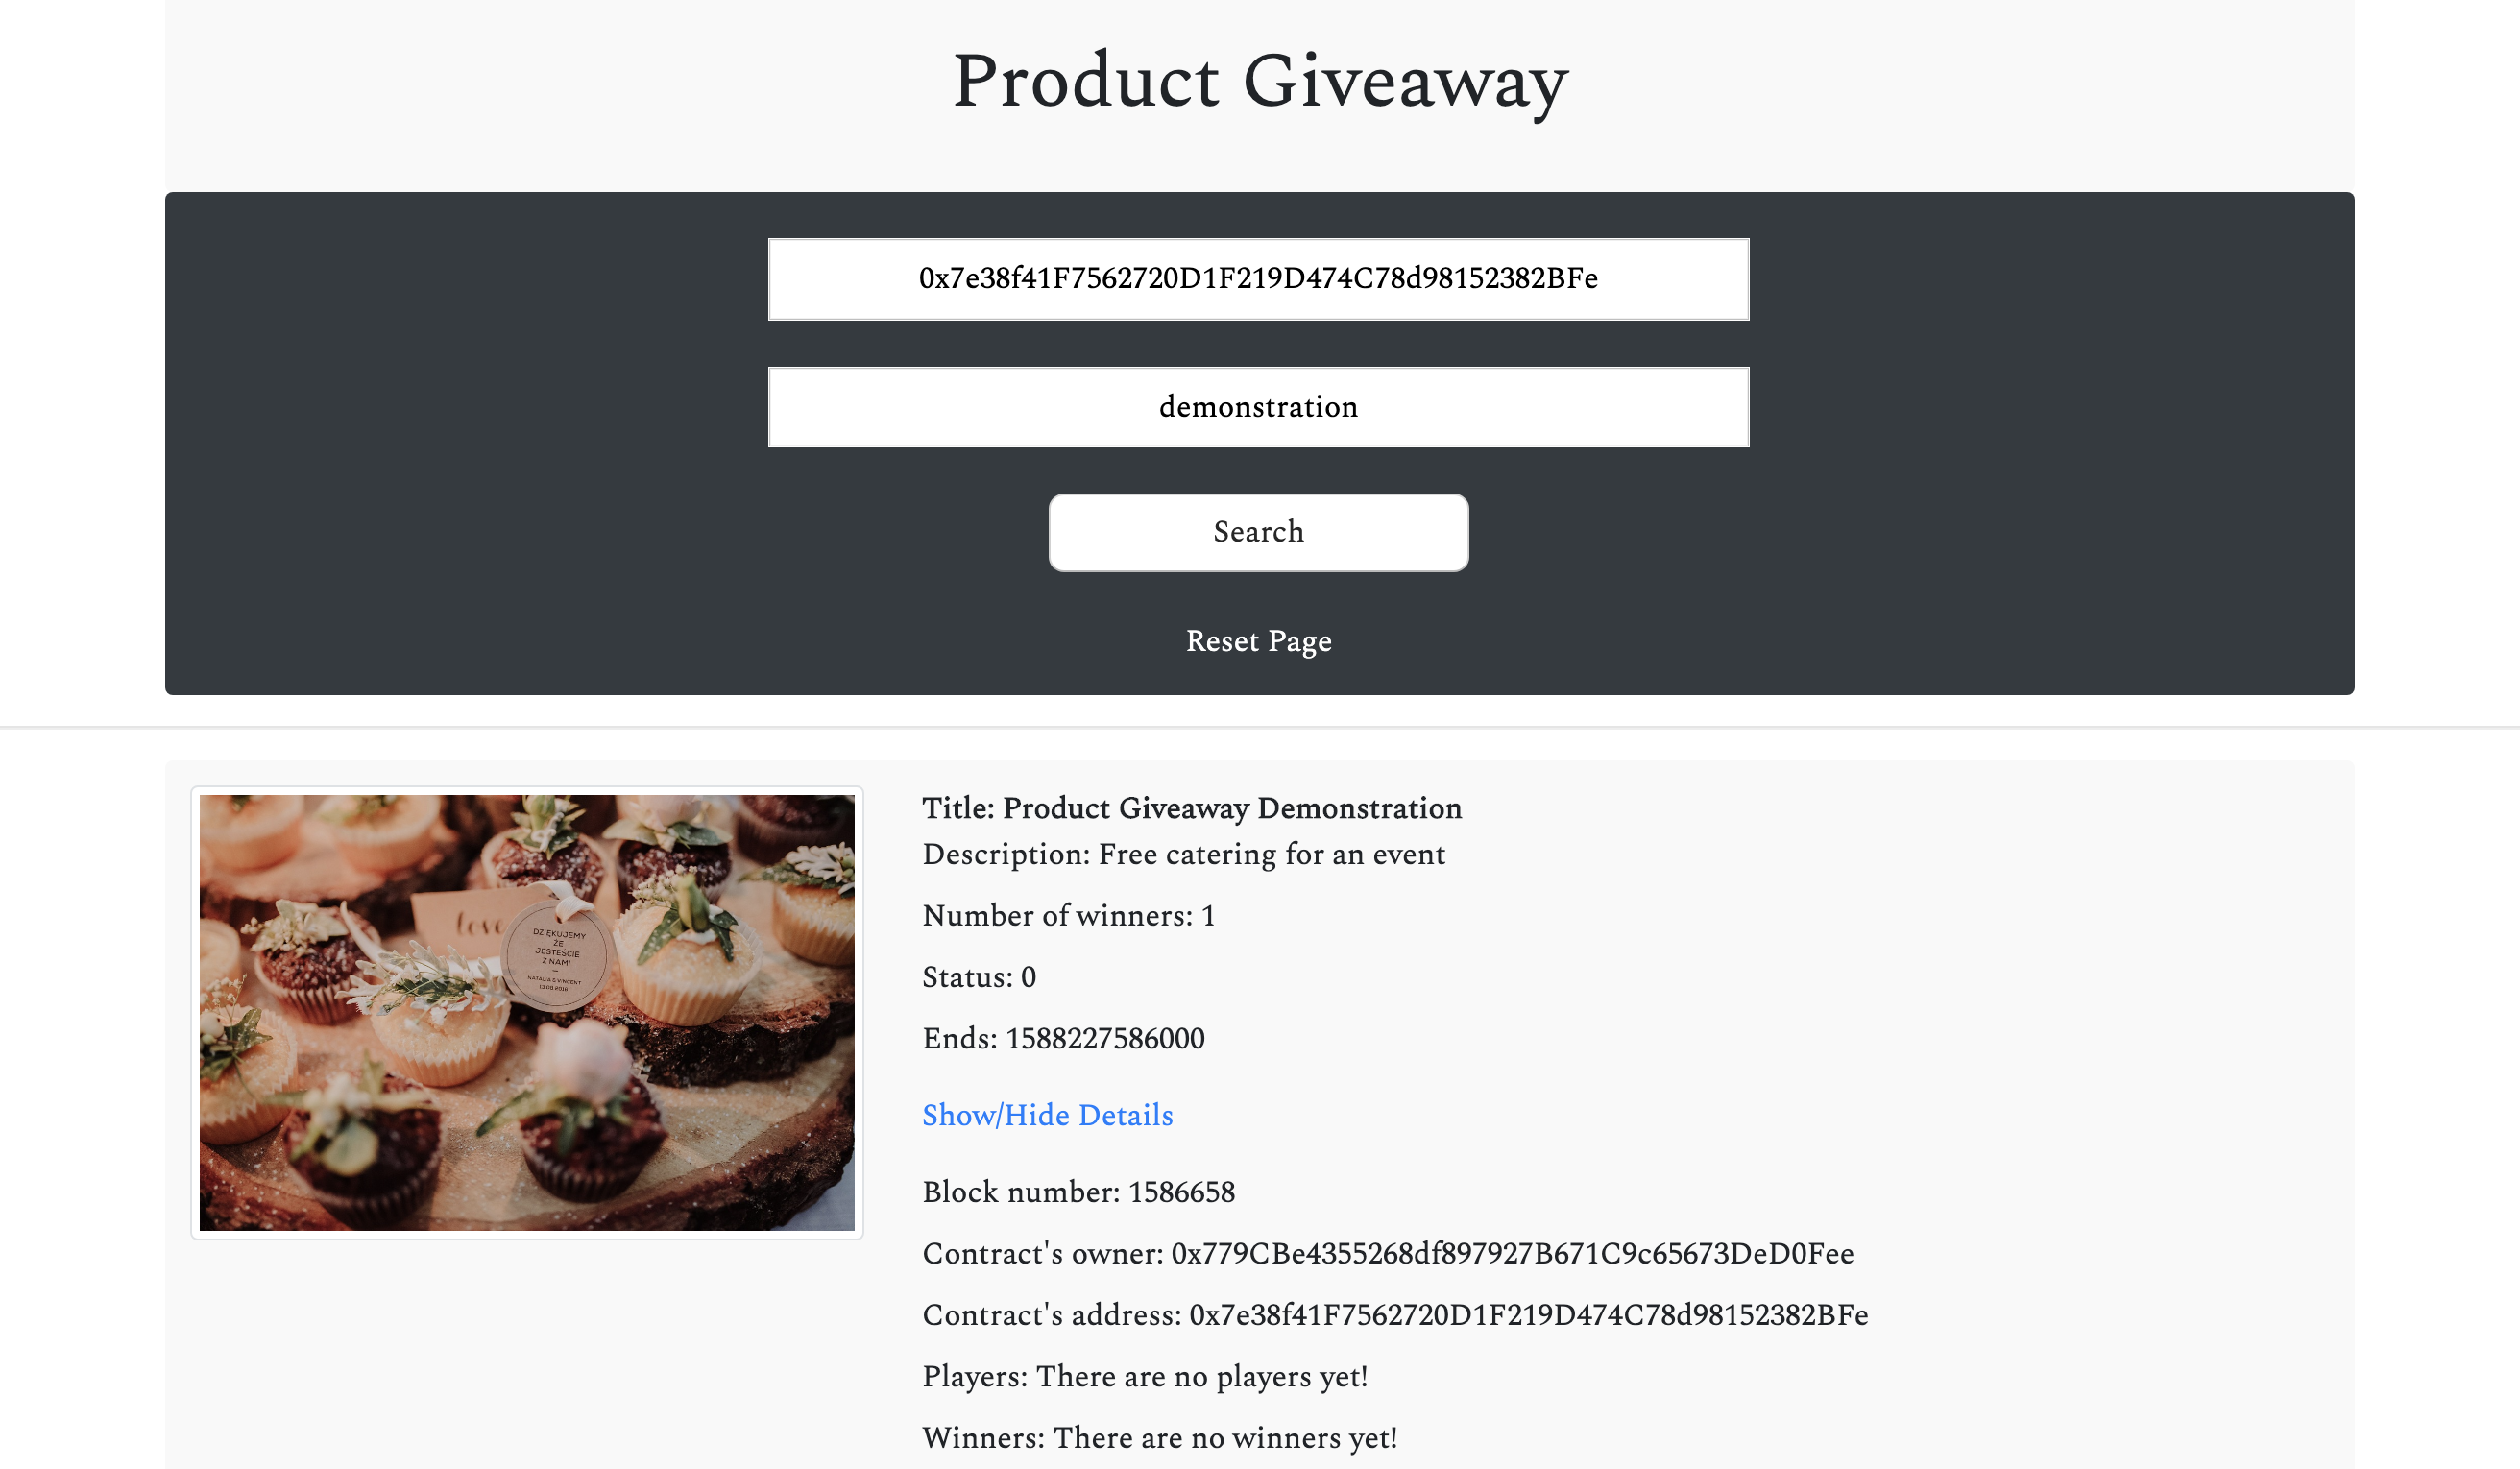 Product Giveaway
0x7e38f41F7562720D1F219D474C78d98152382BFe
demonstration
Search
Reset Page
love
DZIĘKUJEMY
ŻE
JESTEŚCIE
Z NAMI
NATALIA & VINCENT
Title: Product Giveaway Demonstration
Description: Free catering for an event
Number of winners: 1
Status: 0
Ends: 1588227586000
Show/Hide Details
Block number: 1586658
Contract's owner: 0x779CBe4355268df897927B671C9c65673DeD0Fee
Contract's address: 0x7e38f41F7562720D1F219D474C78d98152382BFe
Players: There are no players yet!
Winners: There are no winners yet!